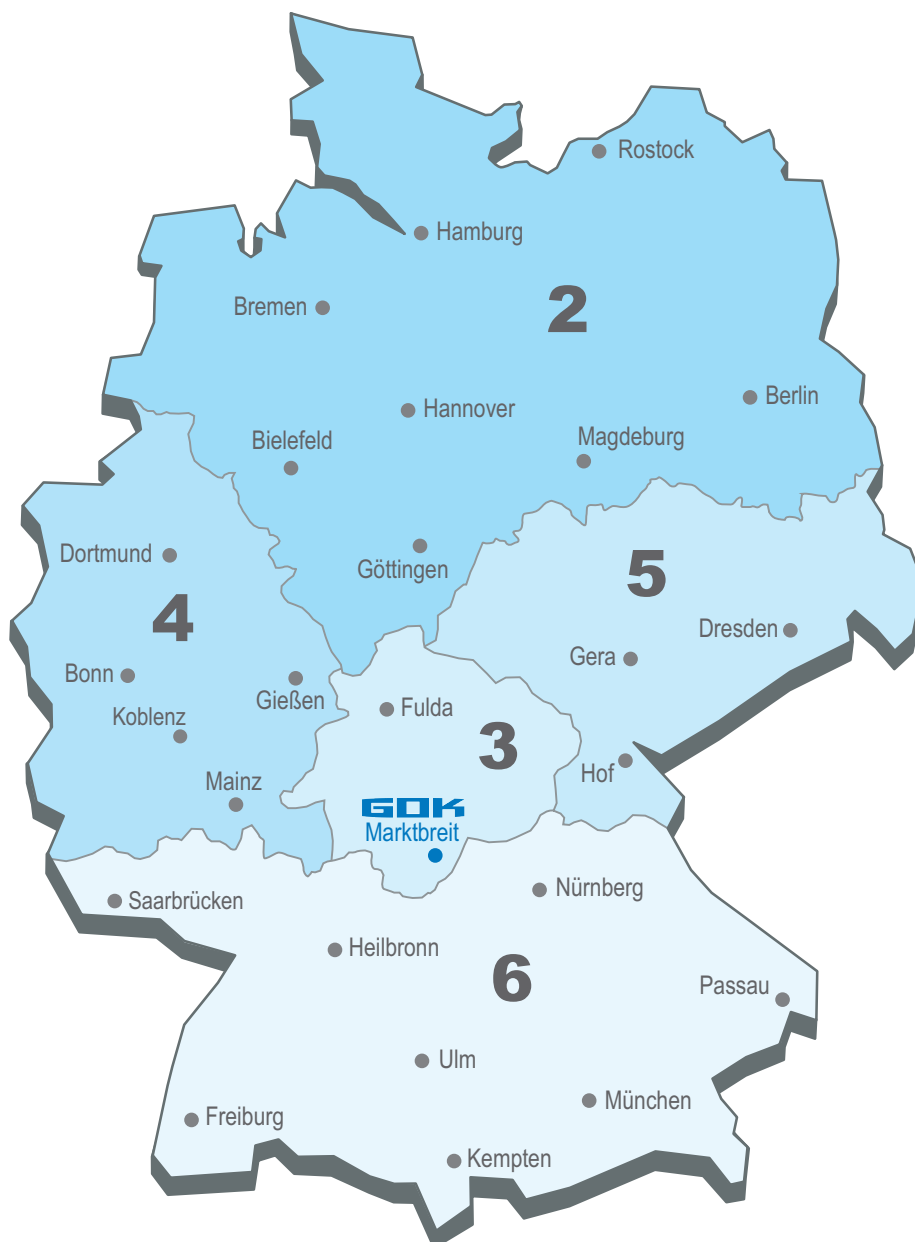 Rostock
Hamburg
Bremen
2
Berlin
Hannover
Bielefeld
Magdeburg
Dortmund
Göttingen
5
4
Dresden
Gera
Bonn
Gießen
Koblenz
Fulda
3
Hof
Mainz
GOK
Marktbreit
Saarbrücken
Nürnberg
Heilbronn
6
Passau
Ulm
München
Freiburg
Kempten